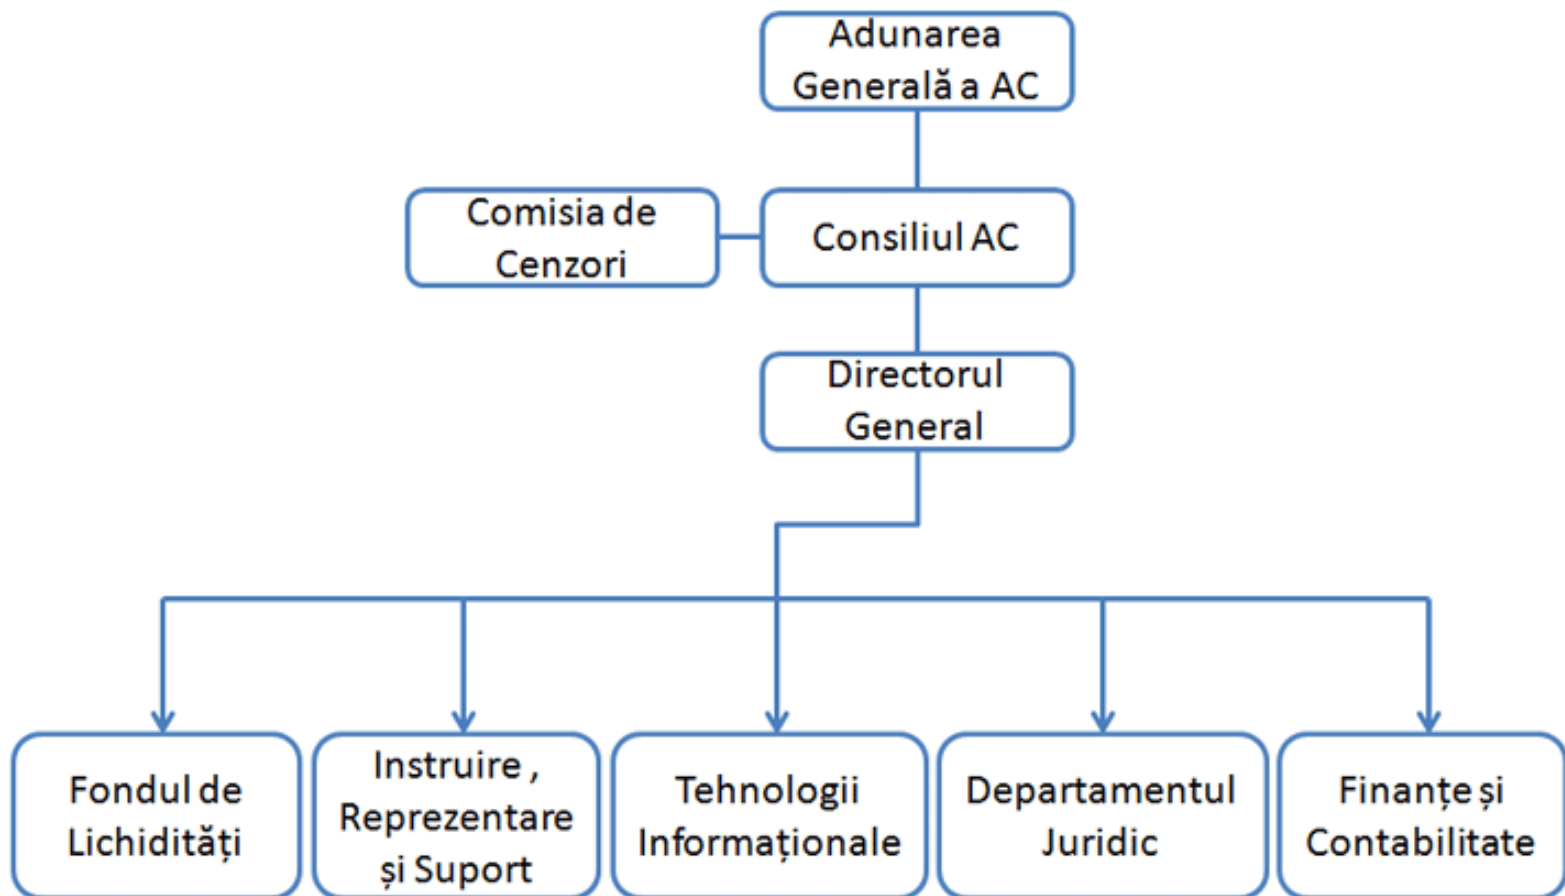 Adunarea
Generală a AC
Comisia de
Cenzori
Consiliul AC
Directorul
General
Fondul de
Lichidități
Instruire ,
Reprezentare
și Suport
Tehnologii
Informaționale
Departamentul
Juridic
Finanțe și
Contabilitate